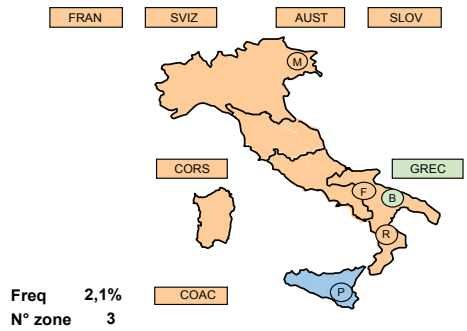 FRAN SVIZ AUST SLOV
M
CORS GREC
F B
R
COAC P
Freq 2,1%
N° zone 3